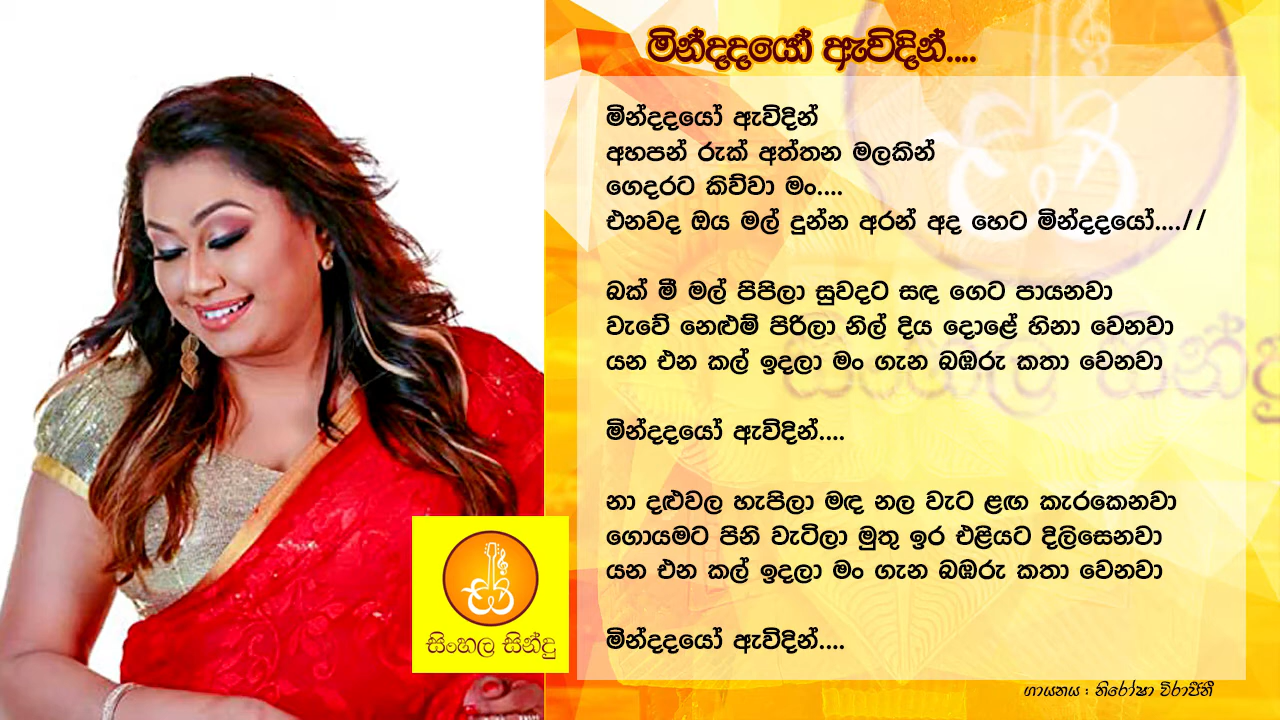 මින්දදයෝ ඇවිදින්....
මින්දදයෝ ඇවිදින්
අහපන් රුක් අත්තන මලකින්
ගෙදරට කිව්වා මං....
එනවද ඔය මල් දුන්න අරන් අද හෙට මින්දදයෝ....//
බක් මී මල් පිපිලා සුවදට සඳ ගෙට පායනවා
වැවේ නෙළුම් පිරිලා නිල් දිය දොළේ හිනා වෙනවා
යන එන කල් ඉදලා මං ගැන බඹරු කතා වෙනවා
මින්දදයෝ ඇවිදින්....
නා දළුවල හැපිලා මඳ නල වැට ළඟ කැරකෙනවා
ගොයමට පිනි වැටිලා මුතු ඉර එළියට දිලිසෙනවා
යන එන කල් ඉදලා මං ගැන බඹරු කතා වෙනවා
මින්දදයෝ ඇවිදින්....
සිංහල සින්දු
ගායනය : නිරෝෂා විරාජිනී
සිංහල සින්දු